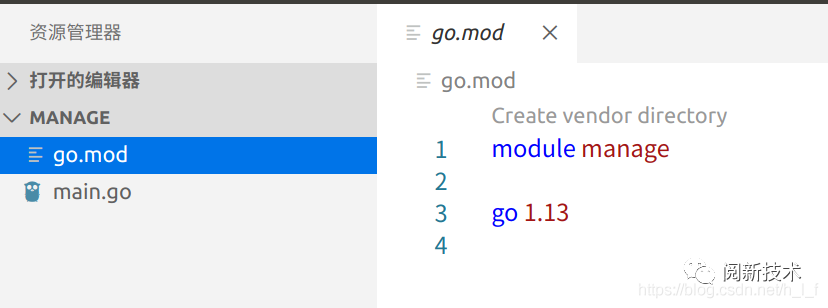 资源管理器
打开的编辑器
MANAGE
go.mod
main.go
go.mod
go.mod
Create vendor directory
1 module manage
2
3 go 1.13
4
阅新技术
https://blog.csdn.net/h_l_f